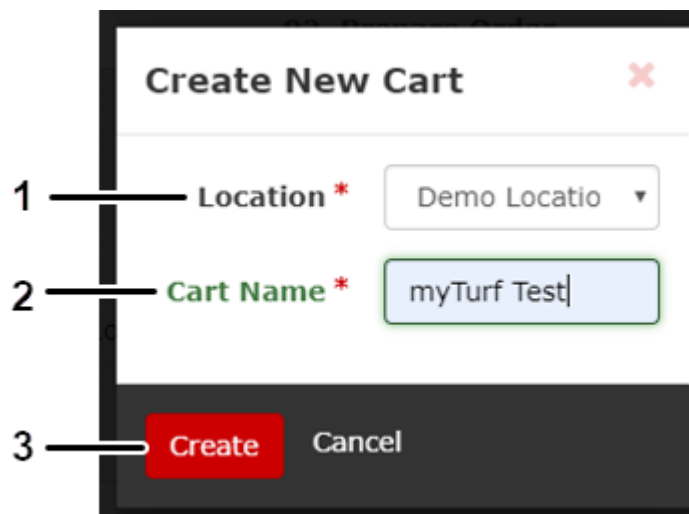 Create New Cart ✖
1 Location * Demo Locatio ▼
2 Cart Name * myTurf Test
3 Create Cancel